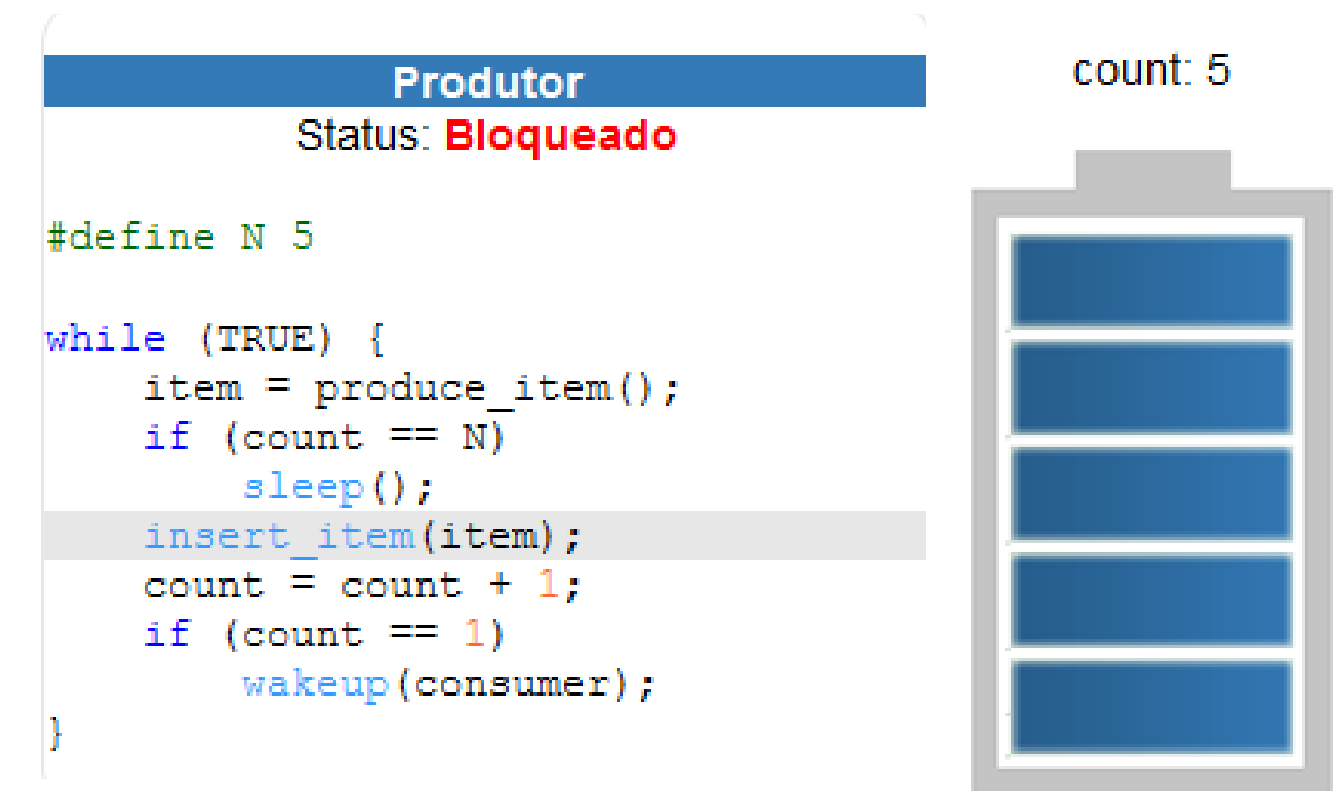 Produtor
Status: Bloqueado
#define N 5
while (TRUE) {
item = produce_item();
if (count == N)
sleep();
insert_item(item);
count = count + 1;
if (count == 1)
wakeup(consumer);
}
count: 5